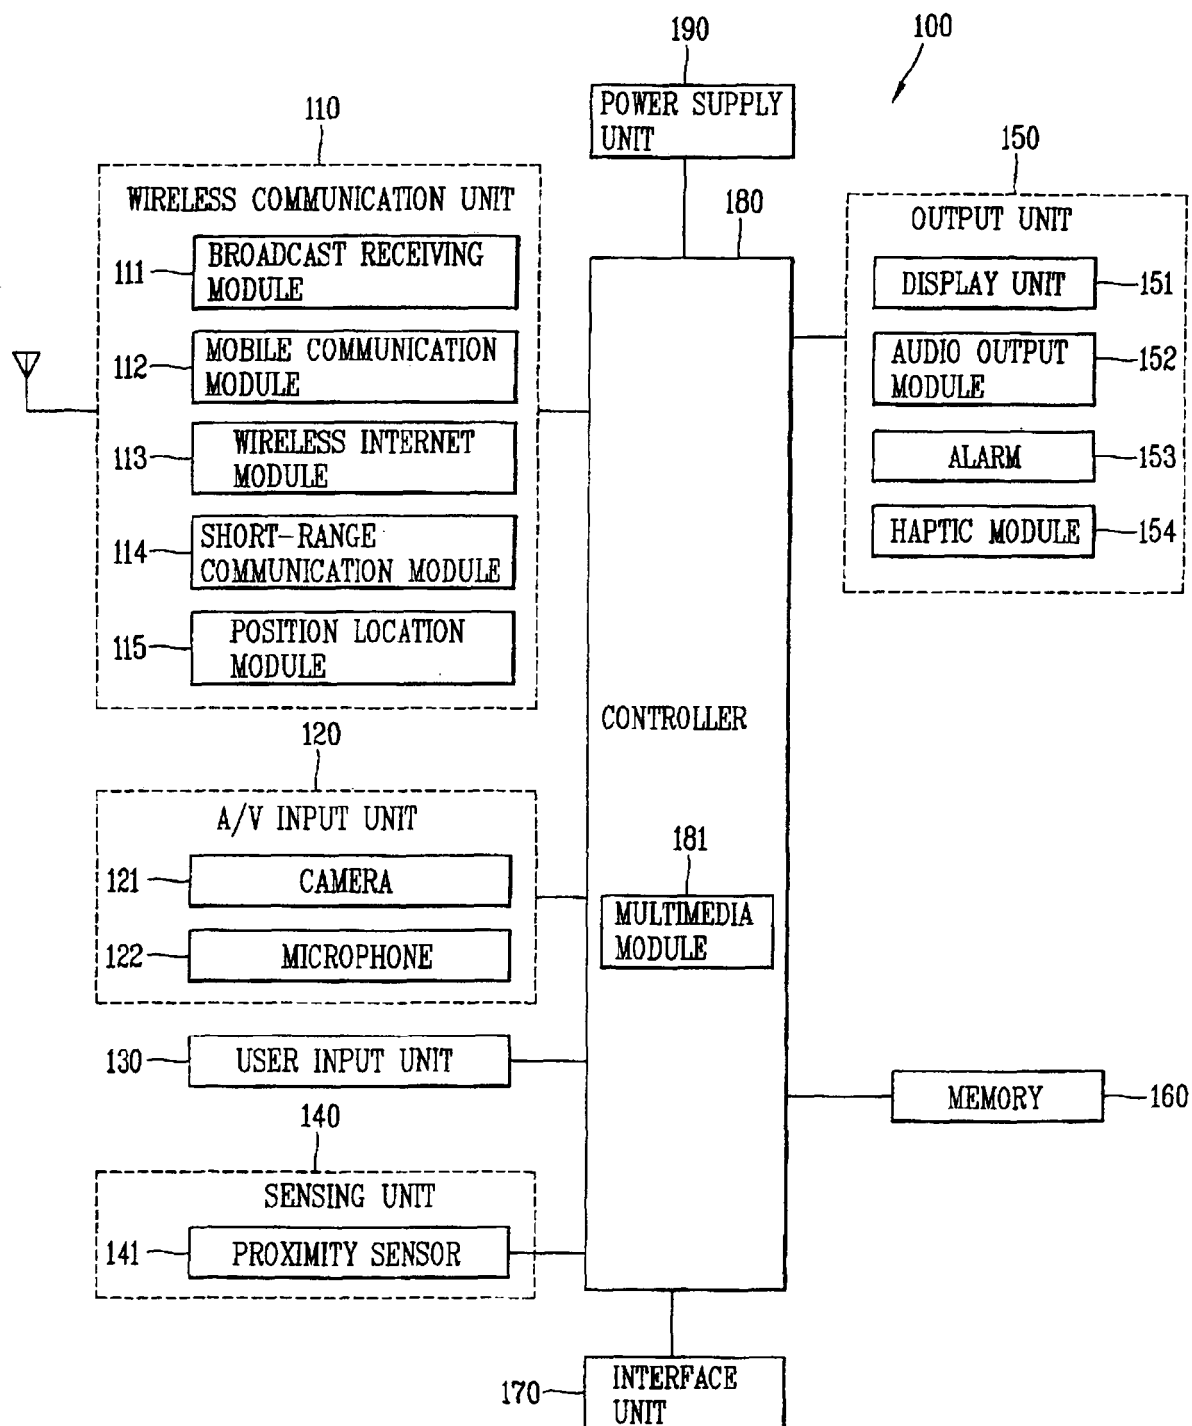 100
190
POWER SUPPLY
UNIT
110
WIRELESS COMMUNICATION UNIT
111
BROADCAST RECEIVING
MODULE
112
MOBILE COMMUNICATION
MODULE
113
WIRELESS INTERNET
MODULE
114
SHORT-RANGE
COMMUNICATION MODULE
115
POSITION LOCATION
MODULE
120
A/V INPUT UNIT
121
CAMERA
122
MICROPHONE
130
USER INPUT UNIT
140
SENSING UNIT
141
PROXIMITY SENSOR
180
CONTROLLER
181
MULTIMEDIA
MODULE
150
OUTPUT UNIT
DISPLAY UNIT
151
AUDIO OUTPUT
MODULE
152
ALARM
153
HAPTIC MODULE
154
MEMORY
160
170
INTERFACE
UNIT